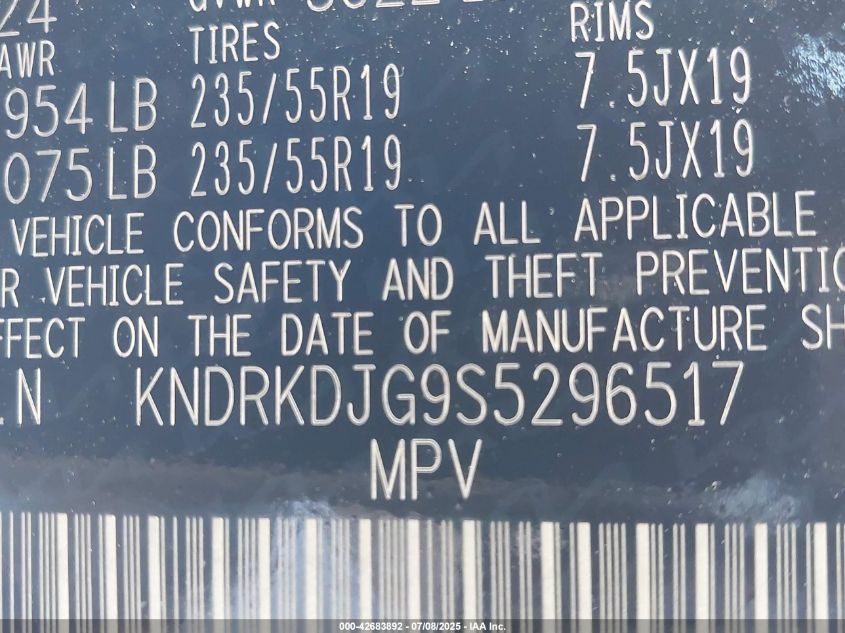 24
GVWR
AWR TIRES RIMS
954 LB 235/55R19 7.5JX19
075 LB 235/55R19 7.5JX19
VEHICLE CONFORMS TO ALL APPLICABLE
R VEHICLE SAFETY AND THEFT PREVENTIO
FFECT ON THE DATE OF MANUFACTURE SH
.N KNDRKDJG9S5296517
MPV
000-42683892 - 07/08/2025 - IAA Inc.